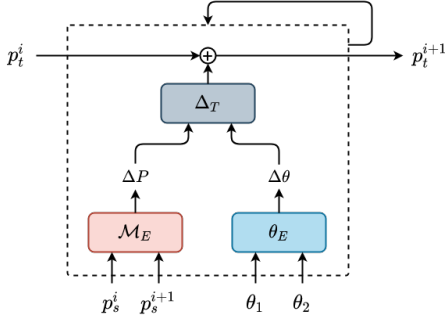 p_t^i p_t^{i+1}
Δ_T
ΔP Δθ
ℳ_E θ_E
p_s^i p_s^{i+1} θ_1 θ_2